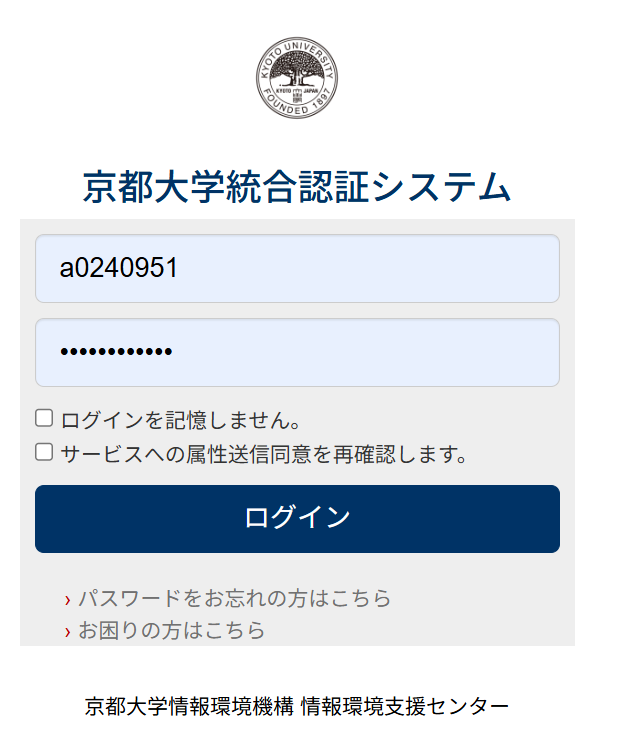 KYOTO UNIVERSITY
KYOTO JAPAN
FOUNDED 1897
京都大学統合認証システム
a0240951
••••••••••••
ログインを記憶しません。
サービスへの属性送信同意を再確認します。
ログイン
› パスワードをお忘れの方はこちら
› お困りの方はこちら
京都大学情報環境機構 情報環境支援センター